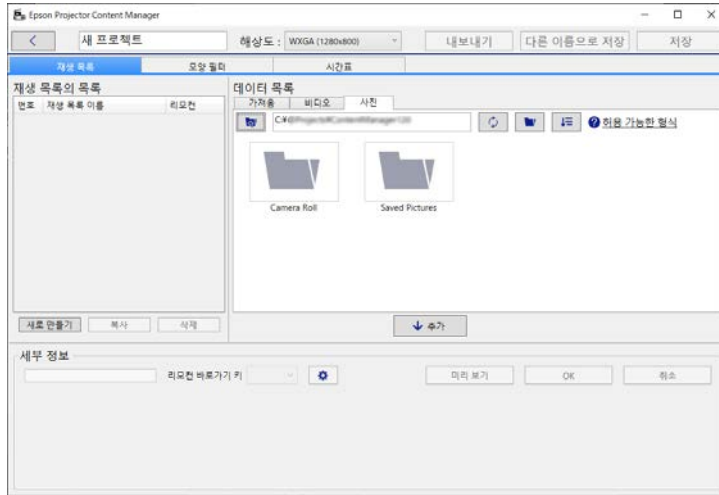 Epson Projector Content Manager
새 프로젝트 해상도 : WXGA (1280x800) 내보내기 다른 이름으로 저장 저장
재생 목록 모양 필터 시간표
재생 목록의 목록 데이터 목록
번호 재생 목록 이름 리모컨 가져옴 비디오 사진
C:¥ 허용 가능한 형식
Camera Roll Saved Pictures
새로 만들기 복사 삭제 추가
세부 정보
리모컨 바로가기 키 미리 보기 OK 취소